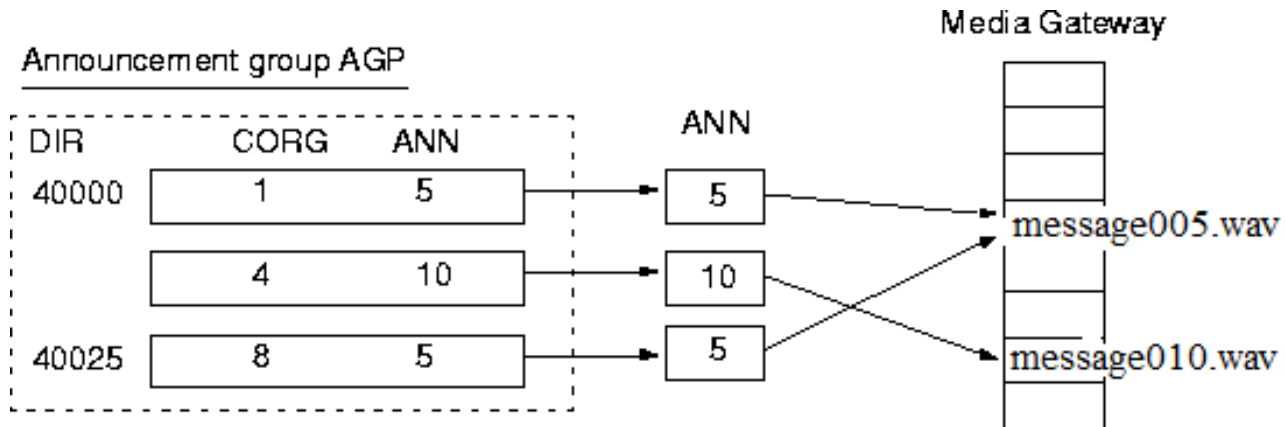 Media Gateway
Announcement group AGP
DIR CORG ANN
ANN
40000 1 5
5
message005.wav
4 10
10
40025 8 5
5
message010.wav